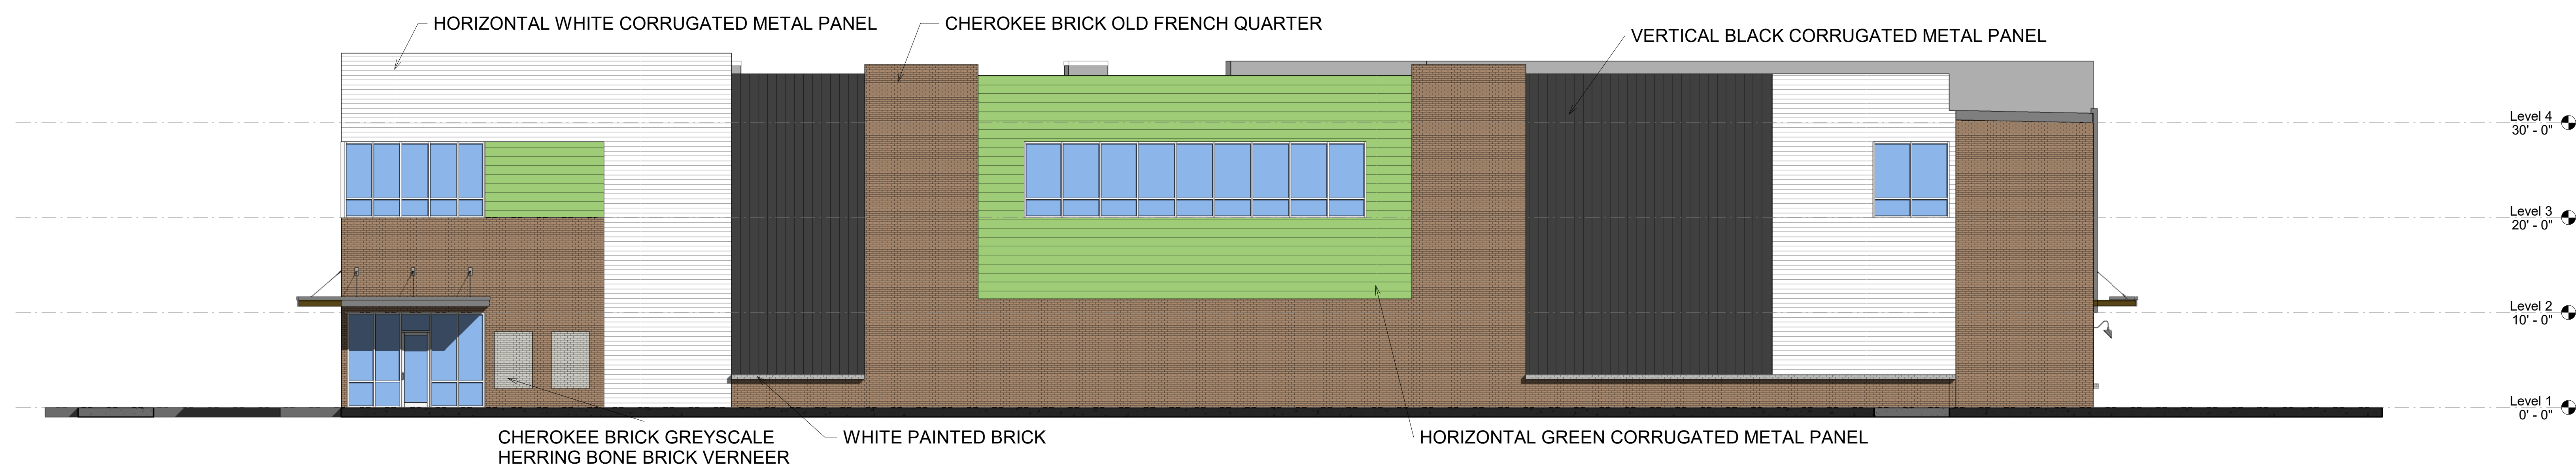 HORIZONTAL WHITE CORRUGATED METAL PANEL
CHEROKEE BRICK OLD FRENCH QUARTER
VERTICAL BLACK CORRUGATED METAL PANEL
Level 4
30' - 0"
Level 3
20' - 0"
Level 2
10' - 0"
Level 1
0' - 0"
CHEROKEE BRICK GREYSCALE
HERRING BONE BRICK VERNEER
WHITE PAINTED BRICK
HORIZONTAL GREEN CORRUGATED METAL PANEL